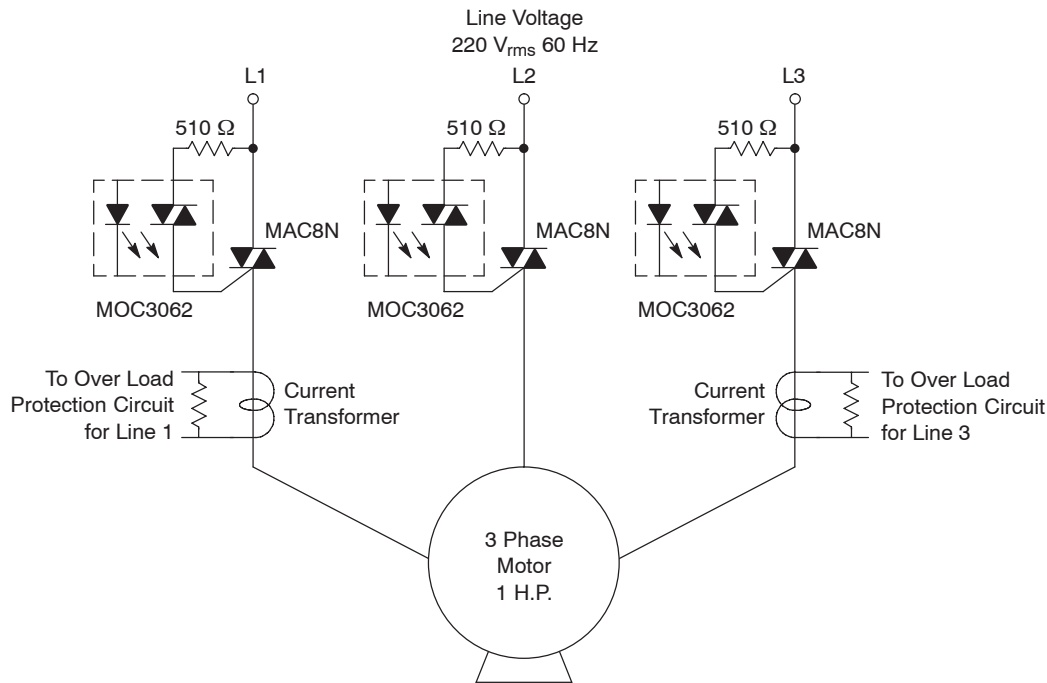 Line Voltage
220 Vrms 60 Hz
L1
L2
L3
510 Ω
510 Ω
510 Ω
MAC8N
MAC8N
MAC8N
MOC3062
MOC3062
MOC3062
To Over Load
Protection Circuit
for Line 1
Current
Transformer
Current
Transformer
To Over Load
Protection Circuit
for Line 3
3 Phase
Motor
1 H.P.